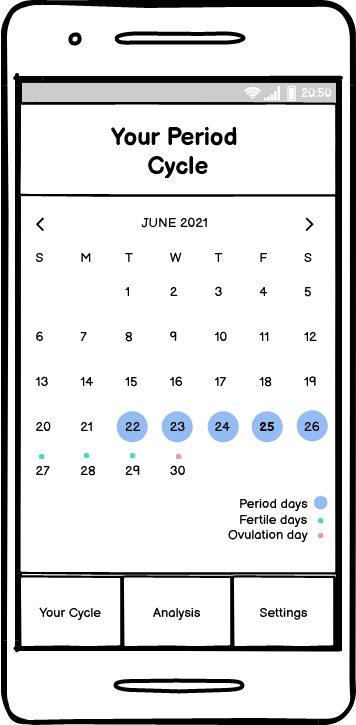 20:50
Your Period
Cycle
< JUNE 2021 >
S M T W T F S
1 2 3 4 5
6 7 8 9 10 11 12
13 14 15 16 17 18 19
20 21 22 23 24 25 26
27 28 29 30
Period days
Fertile days
Ovulation day
Your Cycle Analysis Settings